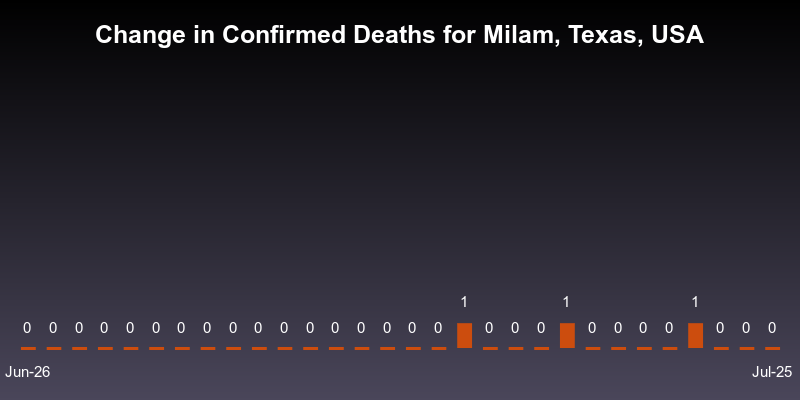 Change in Confirmed Deaths for Milam, Texas, USA
1 1 1
0 0 0 0 0 0 0 0 0 0 0 0 0 0 0 0 0 0 0 0 0 0 0 0 0 0 0
Jun-26 Jul-25